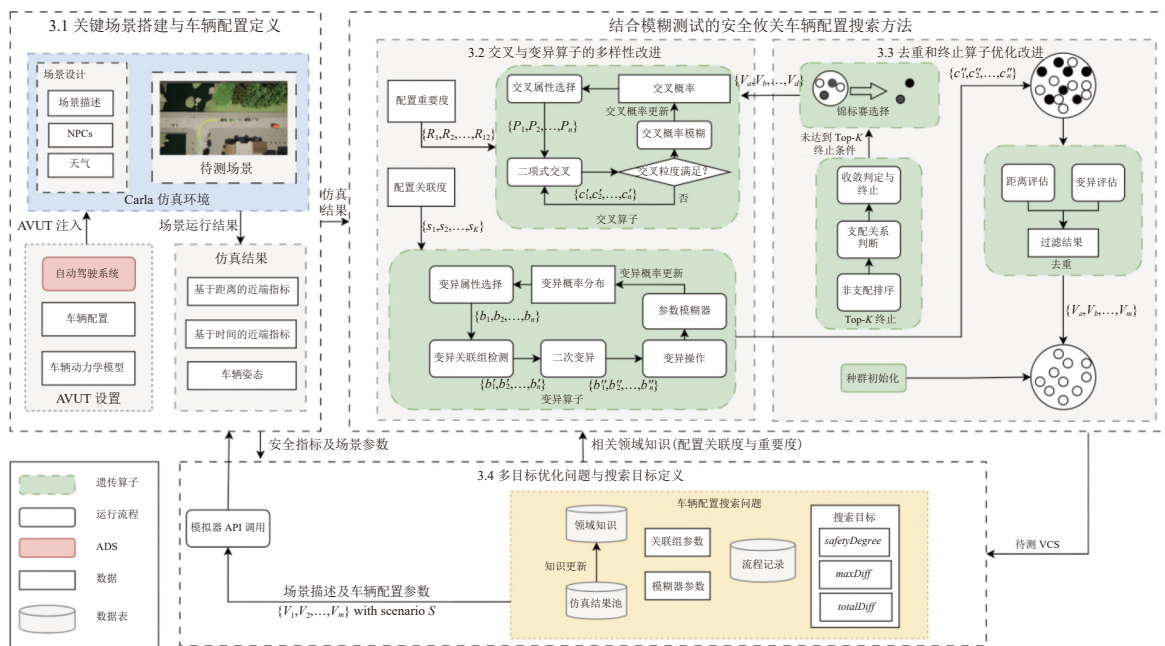 3.1 关键场景搭建与车辆配置定义
场景设计
场景描述
NPCs
天气
待测场景
Carla 仿真环境
AVUT 注入
场景运行结果
自动驾驶系统
车辆配置
车辆动力学模型
AVUT 设置
仿真结果
基于距离的近端指标
基于时间的近端指标
车辆姿态
仿真
结果
结合模糊测试的安全攸关车辆配置搜索方法
3.2 交叉与变异算子的多样性改进
配置重要度
{R₁,R₂,…,R₁₂}
配置关联度
{s₁,s₂,…,s_K}
交叉属性选择
交叉概率
交叉概率更新
{P₁,P₂,…,Pₙ}
交叉概率模糊
二项式交叉
交叉粒度满足?
{c′₁,c′₂,…,c′ₙ}
否
交叉算子
变异属性选择
变异概率分布
变异概率更新
{b₁,b₂,…,bₙ}
参数模糊器
变异关联组检测
二次变异
变异操作
{b′₁,b′₂,…,b′ₙ}
{b″₁,b″₂,…,b″ₙ}
变异算子
3.3 去重和终止算子优化改进
{Vₐ,V_b,…,V_d}
锦标赛选择
{c″₁,c″₂,…,c″ₙ}
未达到 Top-K
终止条件
收敛判定与
终止
支配关系
判断
非支配排序
Top-K 终止
距离评估
变异评估
过滤结果
去重
{Vₐ,V_b,…,V_m}
种群初始化
安全指标及场景参数
相关领域知识(配置关联度与重要度)
遗传算子
运行流程
ADS
数据
数据表
3.4 多目标优化问题与搜索目标定义
模拟器 API 调用
场景描述及车辆配置参数
{V₁,V₂,…,V_m} with scenario S
车辆配置搜索问题
领域知识
知识更新
仿真结果池
关联组参数
模糊器参数
流程记录
搜索目标
safetyDegree
maxDiff
totalDiff
待测 VCS